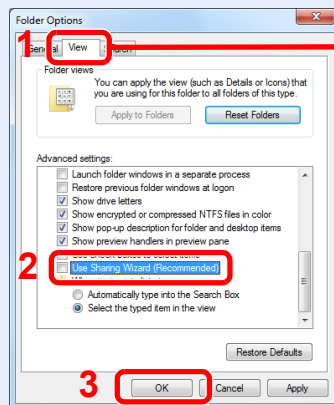 Folder Options
1
General View Search
Folder views
You can apply the view (such as Details or Icons) that
you are using for this folder to all folders of this type.
Apply to Folders Reset Folders
Advanced settings:
Launch folder windows in a separate process
Restore previous folder windows at logon
Show drive letters
Show encrypted or compressed NTFS files in color
Show pop-up description for folder and desktop items
Show preview handlers in preview pane
2
Use Sharing Wizard (Recommended)
Automatically type into the Search Box
Select the typed item in the view
Restore Defaults
3
OK Cancel Apply